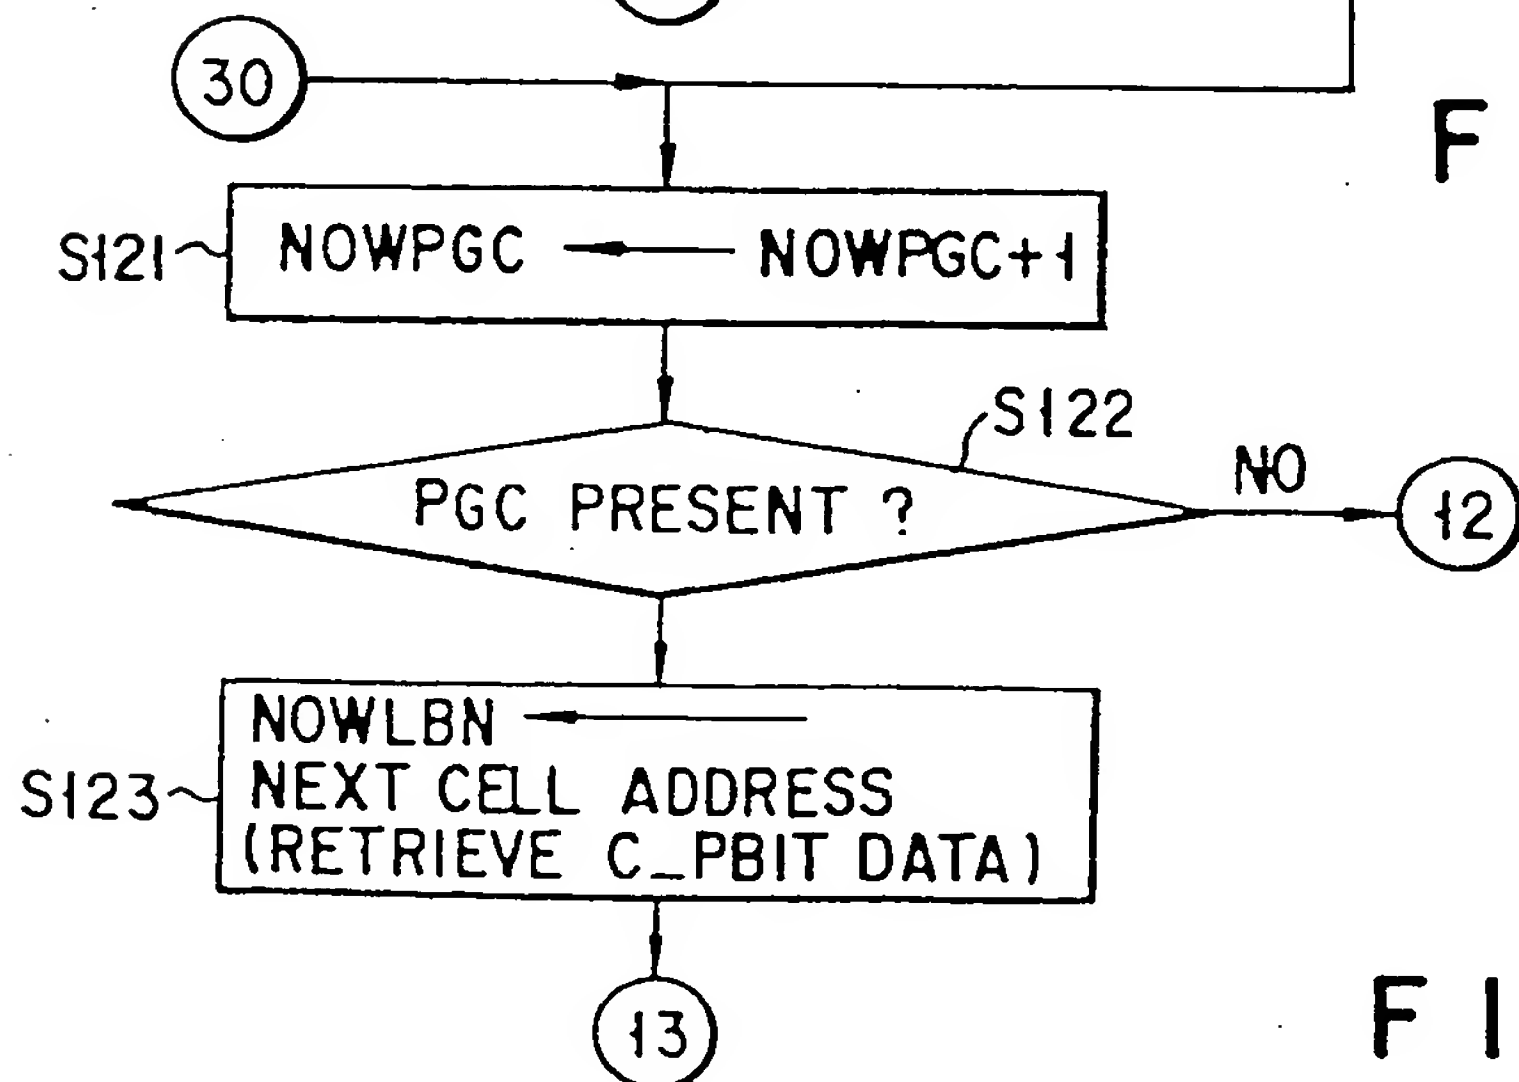 30
F
S121
NOWPGC ← NOWPGC+1
S122
PGC PRESENT ?
NO
12
NOWLBN ←
S123
NEXT CELL ADDRESS
(RETRIEVE C_PBIT DATA)
13
F I